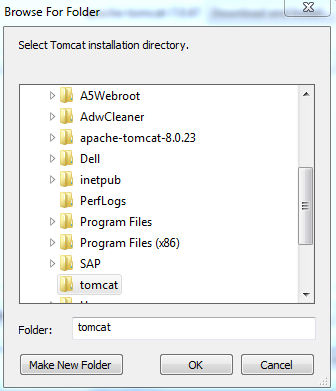 Browse For Folder
Select Tomcat installation directory.
A5Webroot
AdwCleaner
apache-tomcat-8.0.23
Dell
inetpub
PerfLogs
Program Files
Program Files (x86)
SAP
tomcat
Folder: tomcat
Make New Folder OK Cancel